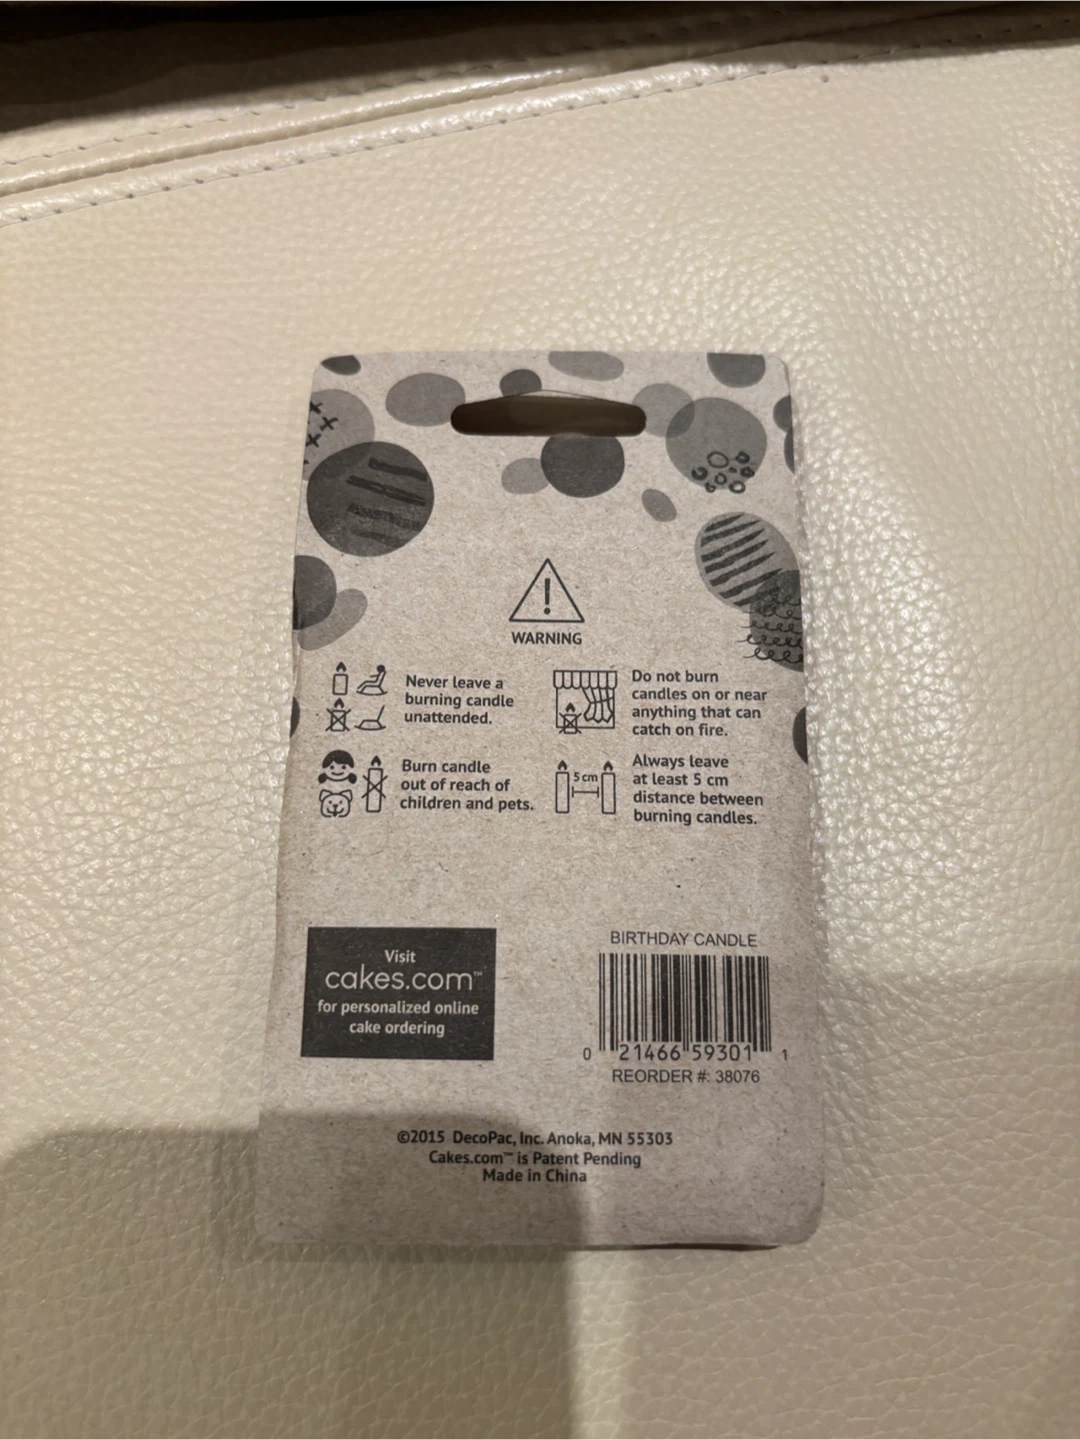 WARNING
Never leave a
burning candle
unattended.
Do not burn
candles on or near
anything that can
catch on fire.
Burn candle
out of reach of
children and pets.
5 cm
Always leave
at least 5 cm
distance between
burning candles.
Visit
cakes.com™
for personalized online
cake ordering
BIRTHDAY CANDLE
0 21466 59301 1
REORDER #: 38076
©2015 DecoPac, Inc. Anoka, MN 55303
Cakes.com™ is Patent Pending
Made in China